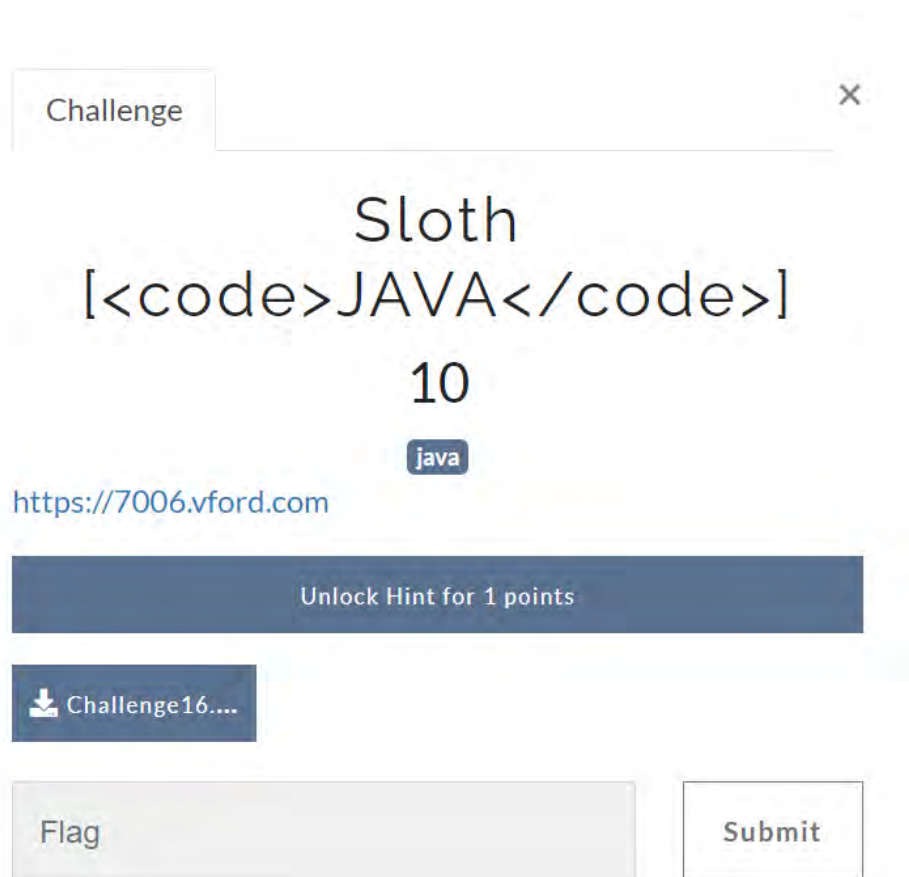 Challenge
×
Sloth
[<code>JAVA</code>]
10
java
https://7006.vford.com
Unlock Hint for 1 points
Challenge16....
Flag
Submit